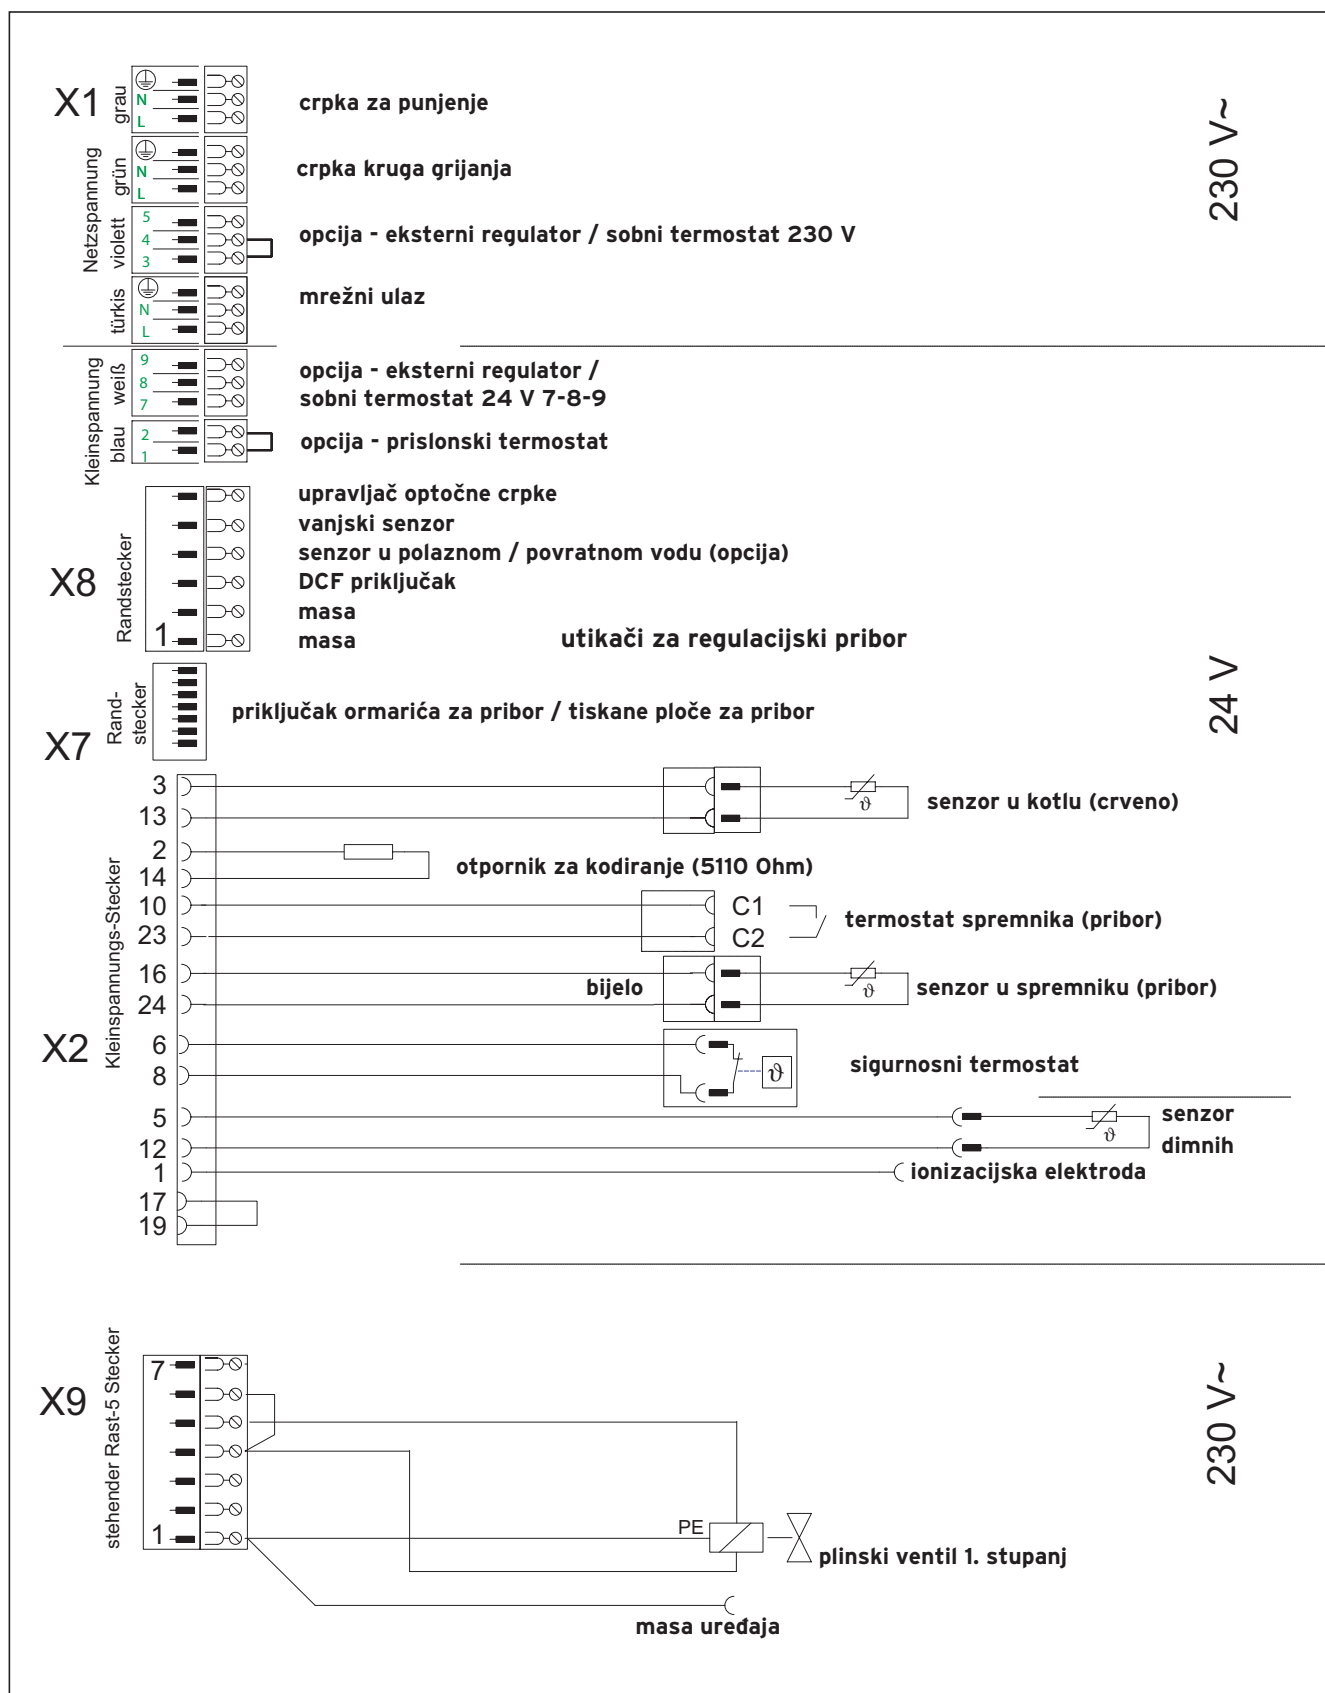 X1
grau
N
L
crpka za punjenje
230 V~
Netzspannung
grün
N
L
crpka kruga grijanja
violett
5
4
3
opcija - eksterni regulator / sobni termostat 230 V
türkis
N
L
mrežni ulaz
Kleinspannung
weiß
9
8
7
opcija - eksterni regulator /
sobni termostat 24 V 7-8-9
blau
2
1
opcija - prislonski termostat
X8
Randstecker
upravljač optočne crpke
vanjski senzor
senzor u polaznom / povratnom vodu (opcija)
DCF priključak
masa
1
masa
utikači za regulacijski pribor
24 V
X7
Rand-
stecker
priključak ormarića za pribor / tiskane ploče za pribor
X2
Kleinspannungs-Stecker
3
13
ϑ
senzor u kotlu (crveno)
2
14
otpornik za kodiranje (5110 Ohm)
10
C1
23
C2
termostat spremnika (pribor)
16
24
bijelo
ϑ
senzor u spremniku (pribor)
6
8
ϑ
sigurnosni termostat
5
12
ϑ
senzor
dimnih
1
ionizacijska elektroda
17
19
X9
stehender Rast-5 Stecker
7
1
230 V~
PE
plinski ventil 1. stupanj
masa uređaja